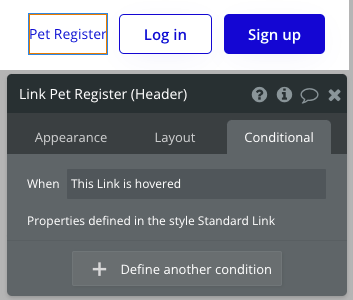 Pet Register Log in Sign up
Link Pet Register (Header)
Appearance Layout Conditional
When This Link is hovered
Properties defined in the style Standard Link
+ Define another condition